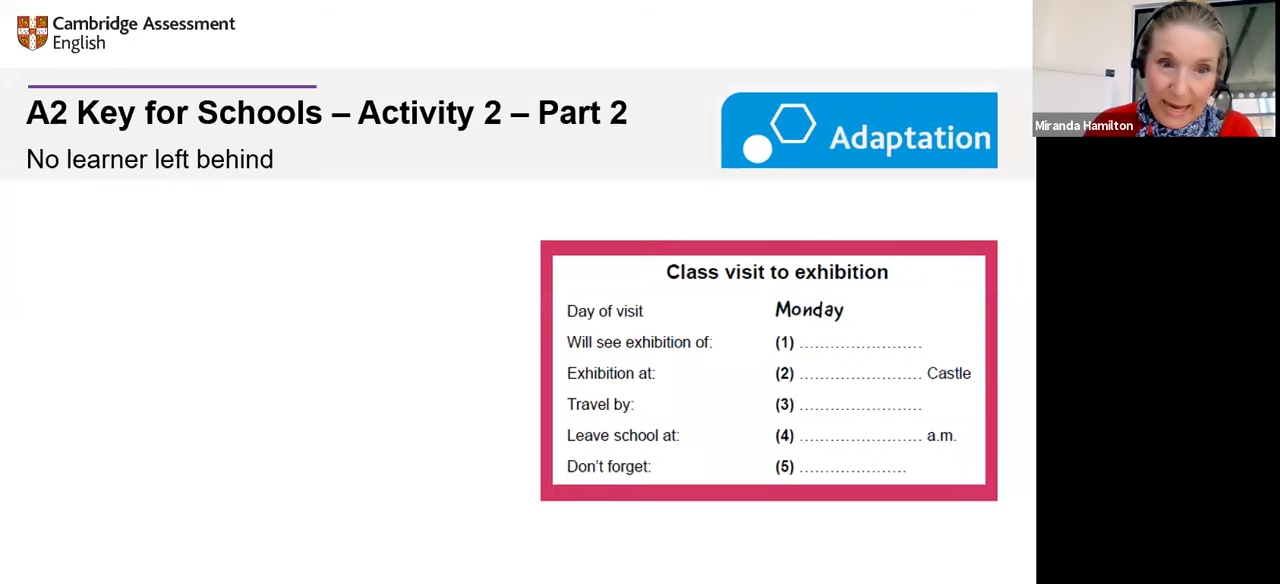 Cambridge Assessment
English
A2 Key for Schools – Activity 2 – Part 2
No learner left behind
Adaptation
Miranda Hamilton
Class visit to exhibition
Day of visit Monday
Will see exhibition of: (1) ........................
Exhibition at: (2) ........................ Castle
Travel by: (3) ........................
Leave school at: (4) ........................ a.m.
Don't forget: (5) .....................